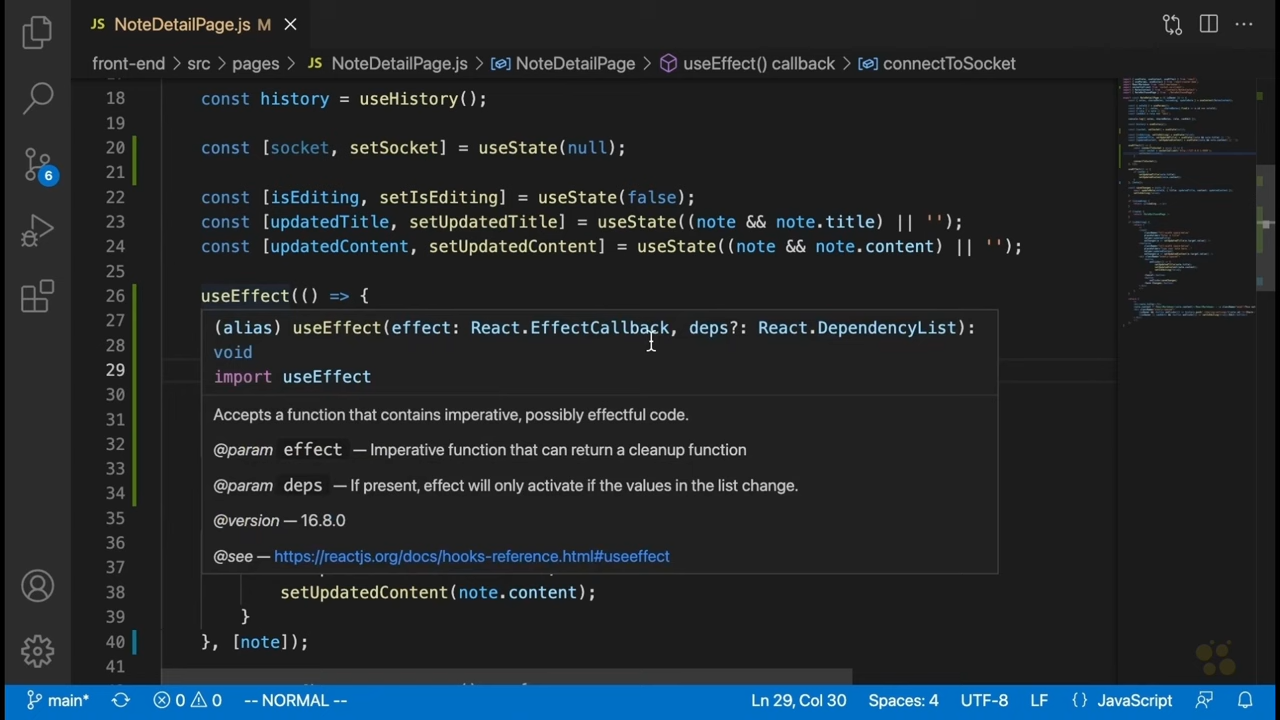 JS NoteDetailPage.js M
front-end > src > pages > JS NoteDetailPage.js > NoteDetailPage > useEffect() callback > connectToSocket
18 const history = useHistory();
19
20 const [socket, setSocket] = useState(null);
21
22 const [isEditing, setIsEditing] = useState(false);
23 const [updatedTitle, setUpdatedTitle] = useState((note && note.title) || '');
24 const [updatedContent, setUpdatedContent] = useState((note && note.content) || '');
25
26 useEffect(() => {
27 (alias) useEffect(effect: React.EffectCallback, deps?: React.DependencyList):
28 void
29 import useEffect
30
31 Accepts a function that contains imperative, possibly effectful code.
32 @param effect — Imperative function that can return a cleanup function
33
34 @param deps — If present, effect will only activate if the values in the list change.
35 @version — 16.8.0
36
37 @see — https://reactjs.org/docs/hooks-reference.html#useeffect
38 setUpdatedContent(note.content);
39 }
40 }, [note]);
41
6
main* 0 0 -- NORMAL -- Ln 29, Col 30 Spaces: 4 UTF-8 LF {} JavaScript